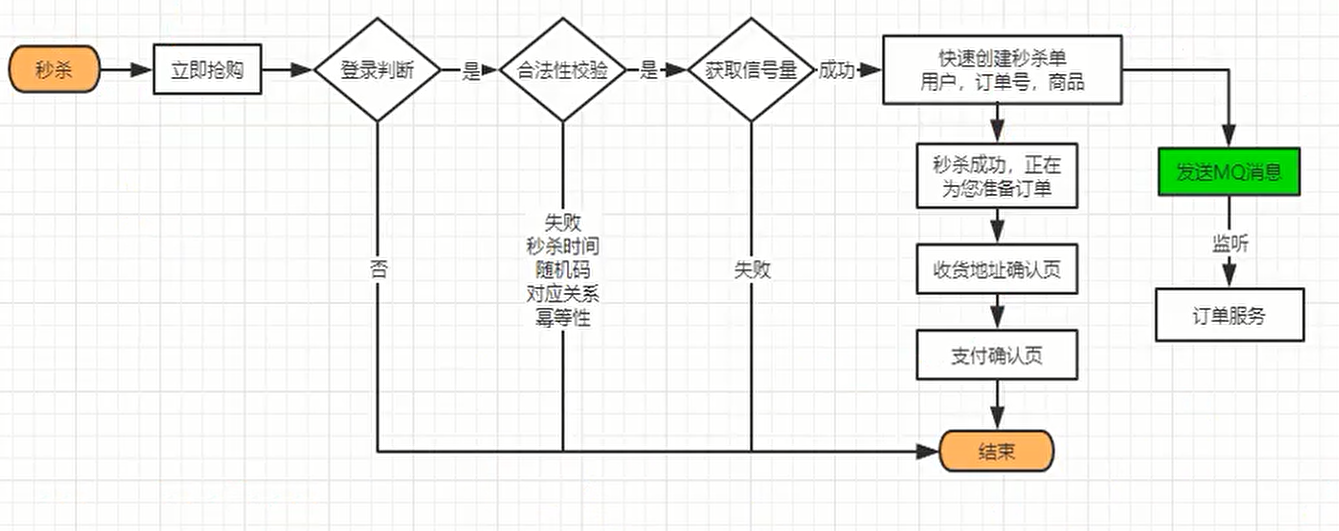 秒杀
立即抢购
登录判断
是
合法性校验
是
获取信号量
成功
快速创建秒杀单
用户，订单号，商品
秒杀成功，正在
为您准备订单
发送MQ消息
监听
收货地址确认页
订单服务
支付确认页
否
失败
秒杀时间
随机码
对应关系
幂等性
失败
结束